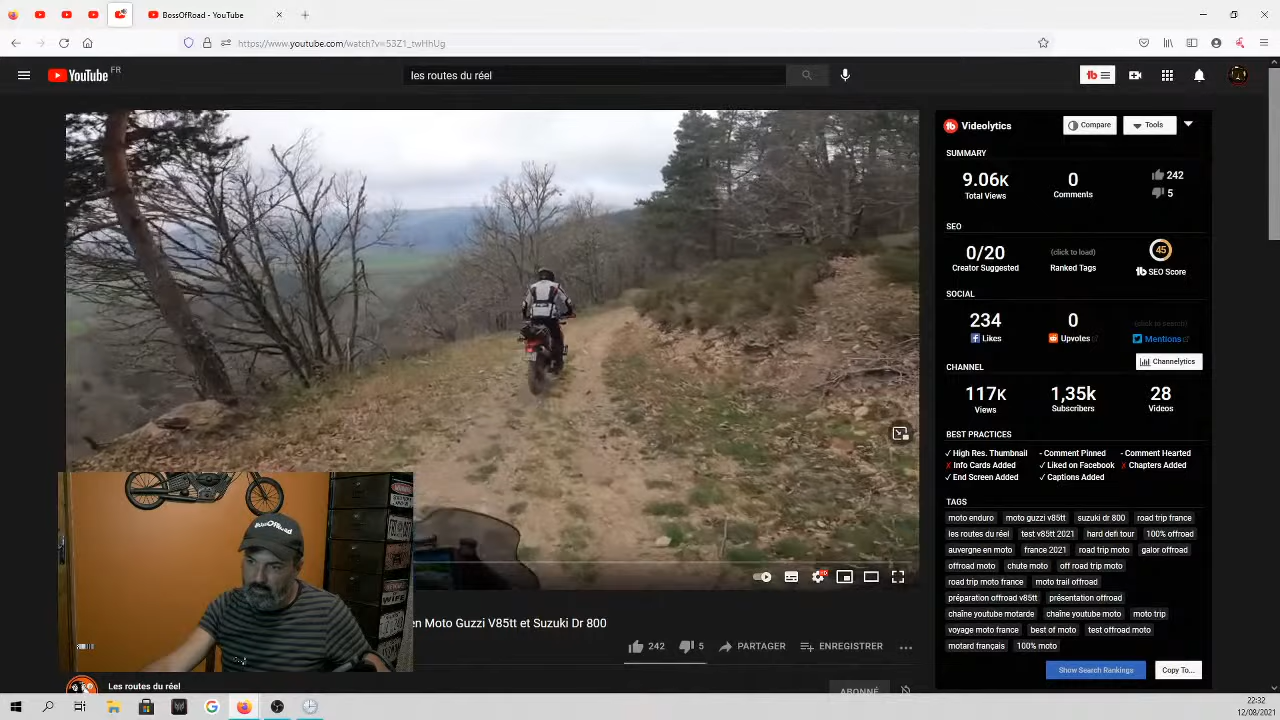 BossOfRoad - YouTube
https://www.youtube.com/watch?v=53Z1_twHhUg
YouTube FR
les routes du réel
Videolytics
Compare
Tools
SUMMARY
9.06K
Total Views
0
Comments
242
5
SEO
0/20
Creator Suggested
(click to load)
Ranked Tags
45
tb SEO Score
SOCIAL
234
Likes
0
Upvotes
(click to search)
Mentions
CHANNEL
Channelytics
117K
Views
1,35k
Subscribers
28
Videos
BEST PRACTICES
✓ High Res. Thumbnail - Comment Pinned - Comment Hearted
✗ Info Cards Added ✓ Liked on Facebook ✗ Chapters Added
✓ End Screen Added ✓ Captions Added
TAGS
moto enduro moto guzzi v85tt suzuki dr 800 road trip france
les routes du réel test v85tt 2021 hard defi tour 100% offroad
auvergne en moto france 2021 road trip moto galor offroad
offroad moto chute moto off road trip moto
road trip moto france moto trail offroad
préparation offroad v85tt présentation offroad
chaîne youtube motarde chaîne youtube moto moto trip
voyage moto france best of moto test offroad moto
motard français 100% moto
Show Search Rankings
Copy To...
BossOfRoad
en Moto Guzzi V85tt et Suzuki Dr 800
242 5 PARTAGER ENREGISTRER
Les routes du réel
ABONNÉ
22:32
12/08/2021